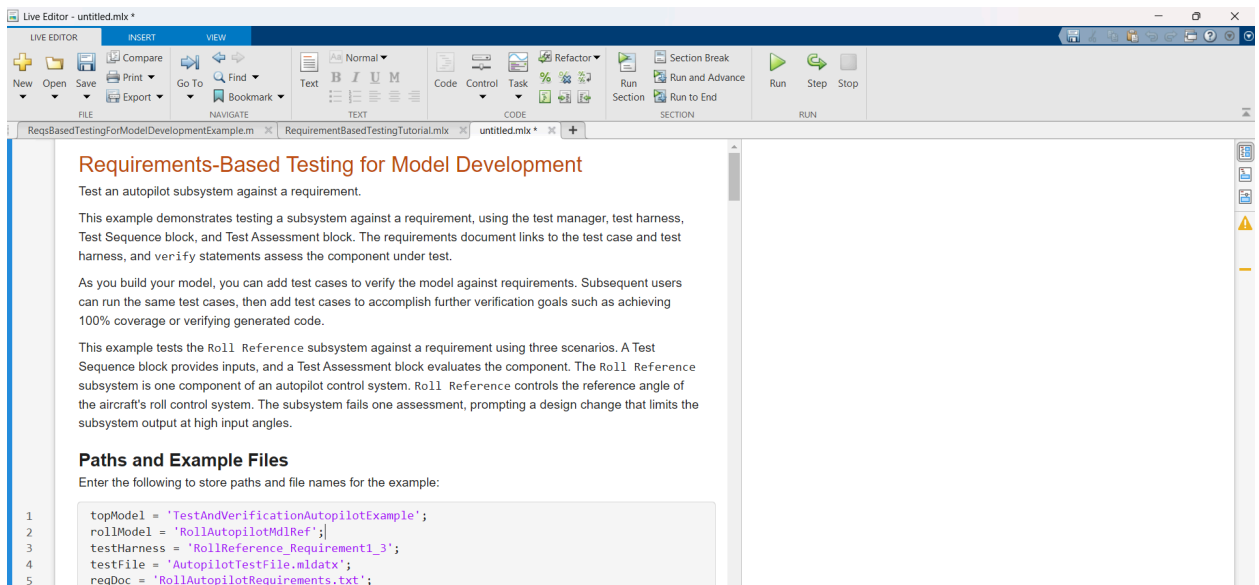 Live Editor - untitled.mlx *
LIVE EDITOR INSERT VIEW
New Open Save Compare Print Export
FILE
Go To Find Bookmark
NAVIGATE
Text Aa Normal B I U M
TEXT
Code Control Task Refactor
CODE
Run Section Section Break Run and Advance Run to End
SECTION
Run Step Stop
RUN
ReqsBasedTestingForModelDevelopmentExample.m RequirementBasedTestingTutorial.mlx untitled.mlx * +
Requirements-Based Testing for Model Development
Test an autopilot subsystem against a requirement.
This example demonstrates testing a subsystem against a requirement, using the test manager, test harness,
Test Sequence block, and Test Assessment block. The requirements document links to the test case and test
harness, and verify statements assess the component under test.
As you build your model, you can add test cases to verify the model against requirements. Subsequent users
can run the same test cases, then add test cases to accomplish further verification goals such as achieving
100% coverage or verifying generated code.
This example tests the Roll Reference subsystem against a requirement using three scenarios. A Test
Sequence block provides inputs, and a Test Assessment block evaluates the component. The Roll Reference
subsystem is one component of an autopilot control system. Roll Reference controls the reference angle of
the aircraft's roll control system. The subsystem fails one assessment, prompting a design change that limits the
subsystem output at high input angles.
Paths and Example Files
Enter the following to store paths and file names for the example:
1 topModel = 'TestAndVerificationAutopilotExample';
2 rollModel = 'RollAutopilotMdlRef';
3 testHarness = 'RollReference_Requirement1_3';
4 testFile = 'AutopilotTestFile.mldatx';
5 reqDoc = 'RollAutopilotRequirements.txt';